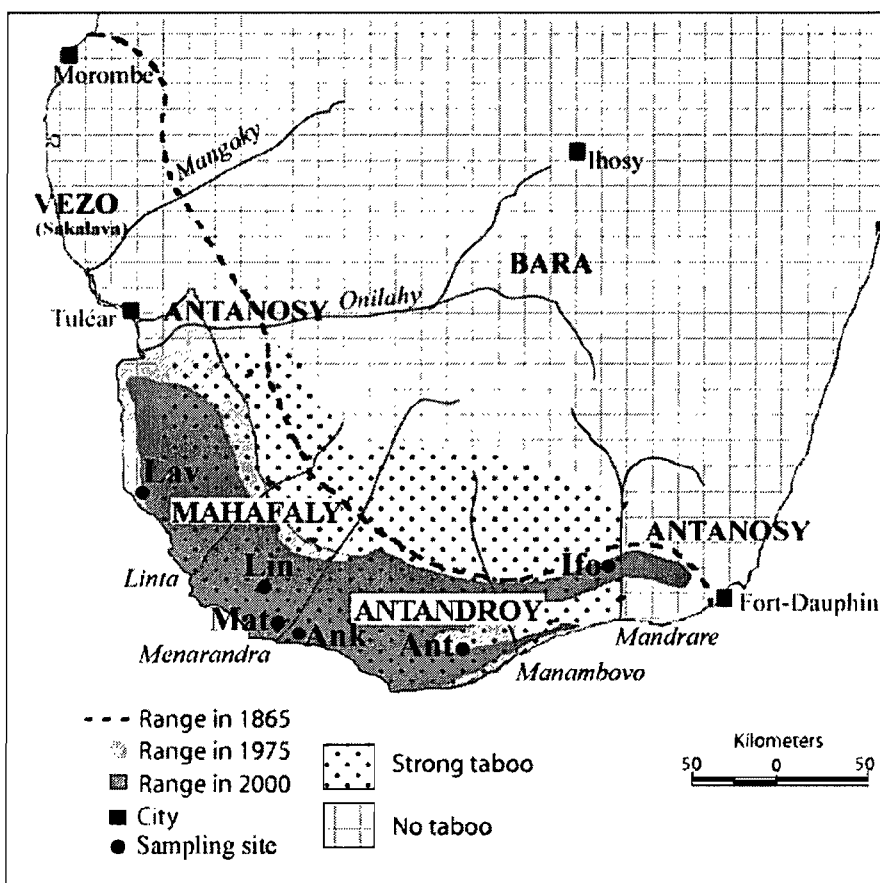 Morombe
Mangoky
Ihosy
VEZO
(Sakalava)
BARA
Tuléar
ANTANOSY
Onilahy
Lav
MAHAFALY
ANTANOSY
Linta
Lin
Ifo
ANTANDROY
Fort-Dauphin
Mat
Ank
Ant
Mandrare
Menarandra
Manambovo
Range in 1865
Range in 1975
Range in 2000
City
Sampling site
Strong taboo
No taboo
Kilometers
50 0 50